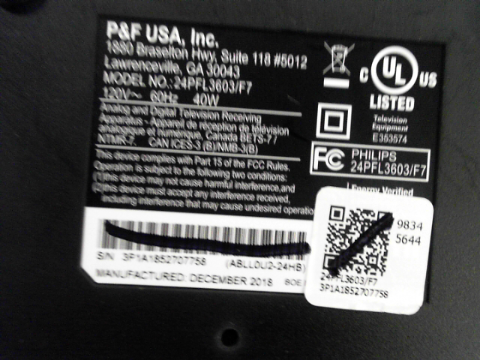 P&F USA, Inc.
1880 Braselton Hwy, Suite 118 #5012
Lawrenceville, GA 30043
MODEL NO.: 24PFL3603/F7
120V~ 60Hz 40W
Analog and Digital Television Receiving
Apparatus - Appareil de réception de télévision
analogique et numérique, Canada BETS-7 /
NTMR-7. CAN ICES-3 (B)/NMB-3(B)
This device complies with Part 15 of the FCC Rules.
Operation is subject to the following two conditions:
(1)this device may not cause harmful interference,and
(2)this device must accept any interference received,
including interference that may cause undesired operation
S/N 3P1A1852707758 (ABLL0U2-24HB)
MANUFACTURED: DECEMBER 2018 BOE
C UL US
LISTED
Television
Equipment
E353574
FC PHILIPS
24PFL3603/F7
Energy Verified
9834
5644
24PFL3603/F7
3P1A1852707758